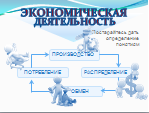 ЭКОНОМИЧЕСКАЯ
ДЕЯТЕЛЬНОСТЬ
Постарайтесь дать
определение
понятиям
ПРОИЗВОДСТВО
ПОТРЕБЛЕНИЕ
РАСПРЕДЕЛЕНИЕ
ОБМЕН